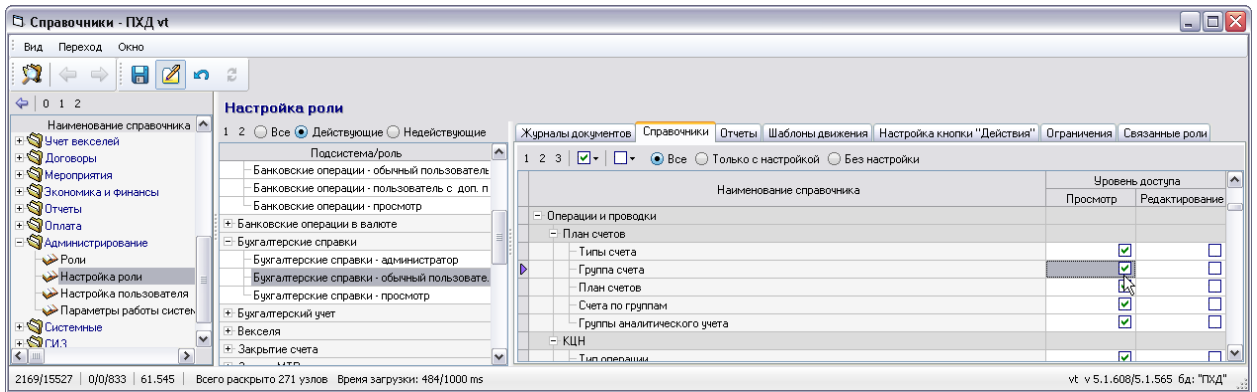 Справочники - ПХД vt
Вид Переход Окно
0 1 2
Наименование справочника
Учет векселей
Договоры
Мероприятия
Экономика и финансы
Отчеты
Оплата
Администрирование
Роли
Настройка роли
Настройка пользователя
Параметры работы систем
Системные
СИЗ
Настройка роли
1 2 Все Действующие Недействующие
Подсистема/роль
Банковские операции - обычный пользователь
Банковские операции - пользователь с доп. п
Банковские операции - просмотр
Банковские операции в валюте
Бухгалтерские справки
Бухгалтерские справки - администратор
Бухгалтерские справки - обычный пользовате.
Бухгалтерские справки - просмотр
Бухгалтерский учет
Векселя
Закрытие счета
Журналы документов Справочники Отчеты Шаблоны движения Настройка кнопки "Действия" Ограничения Связанные роли
1 2 3 Все Только с настройкой Без настройки
Наименование справочника
Уровень доступа
Просмотр Редактирование
Операции и проводки
План счетов
Типы счета
Группа счета
План счетов
Счета по группам
Группы аналитического учета
КЦН
Тип операции
2169/15527 0/0/833 61.545 Всего раскрыто 271 узлов Время загрузки: 484/1000 ms
vt v 5.1.608/5.1.565 бд: "ПХД"